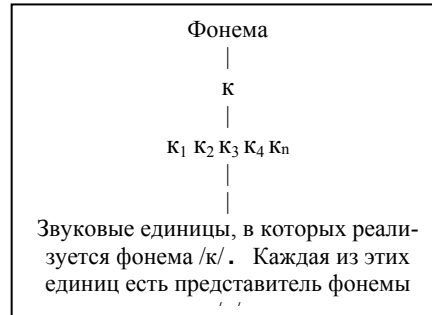 Фонема
|
к
|
к₁ к₂ к₃ к₄ кₙ
|
|
Звуковые единицы, в которых реали-
зуется фонема /к/. Каждая из этих
единиц есть представитель фонемы